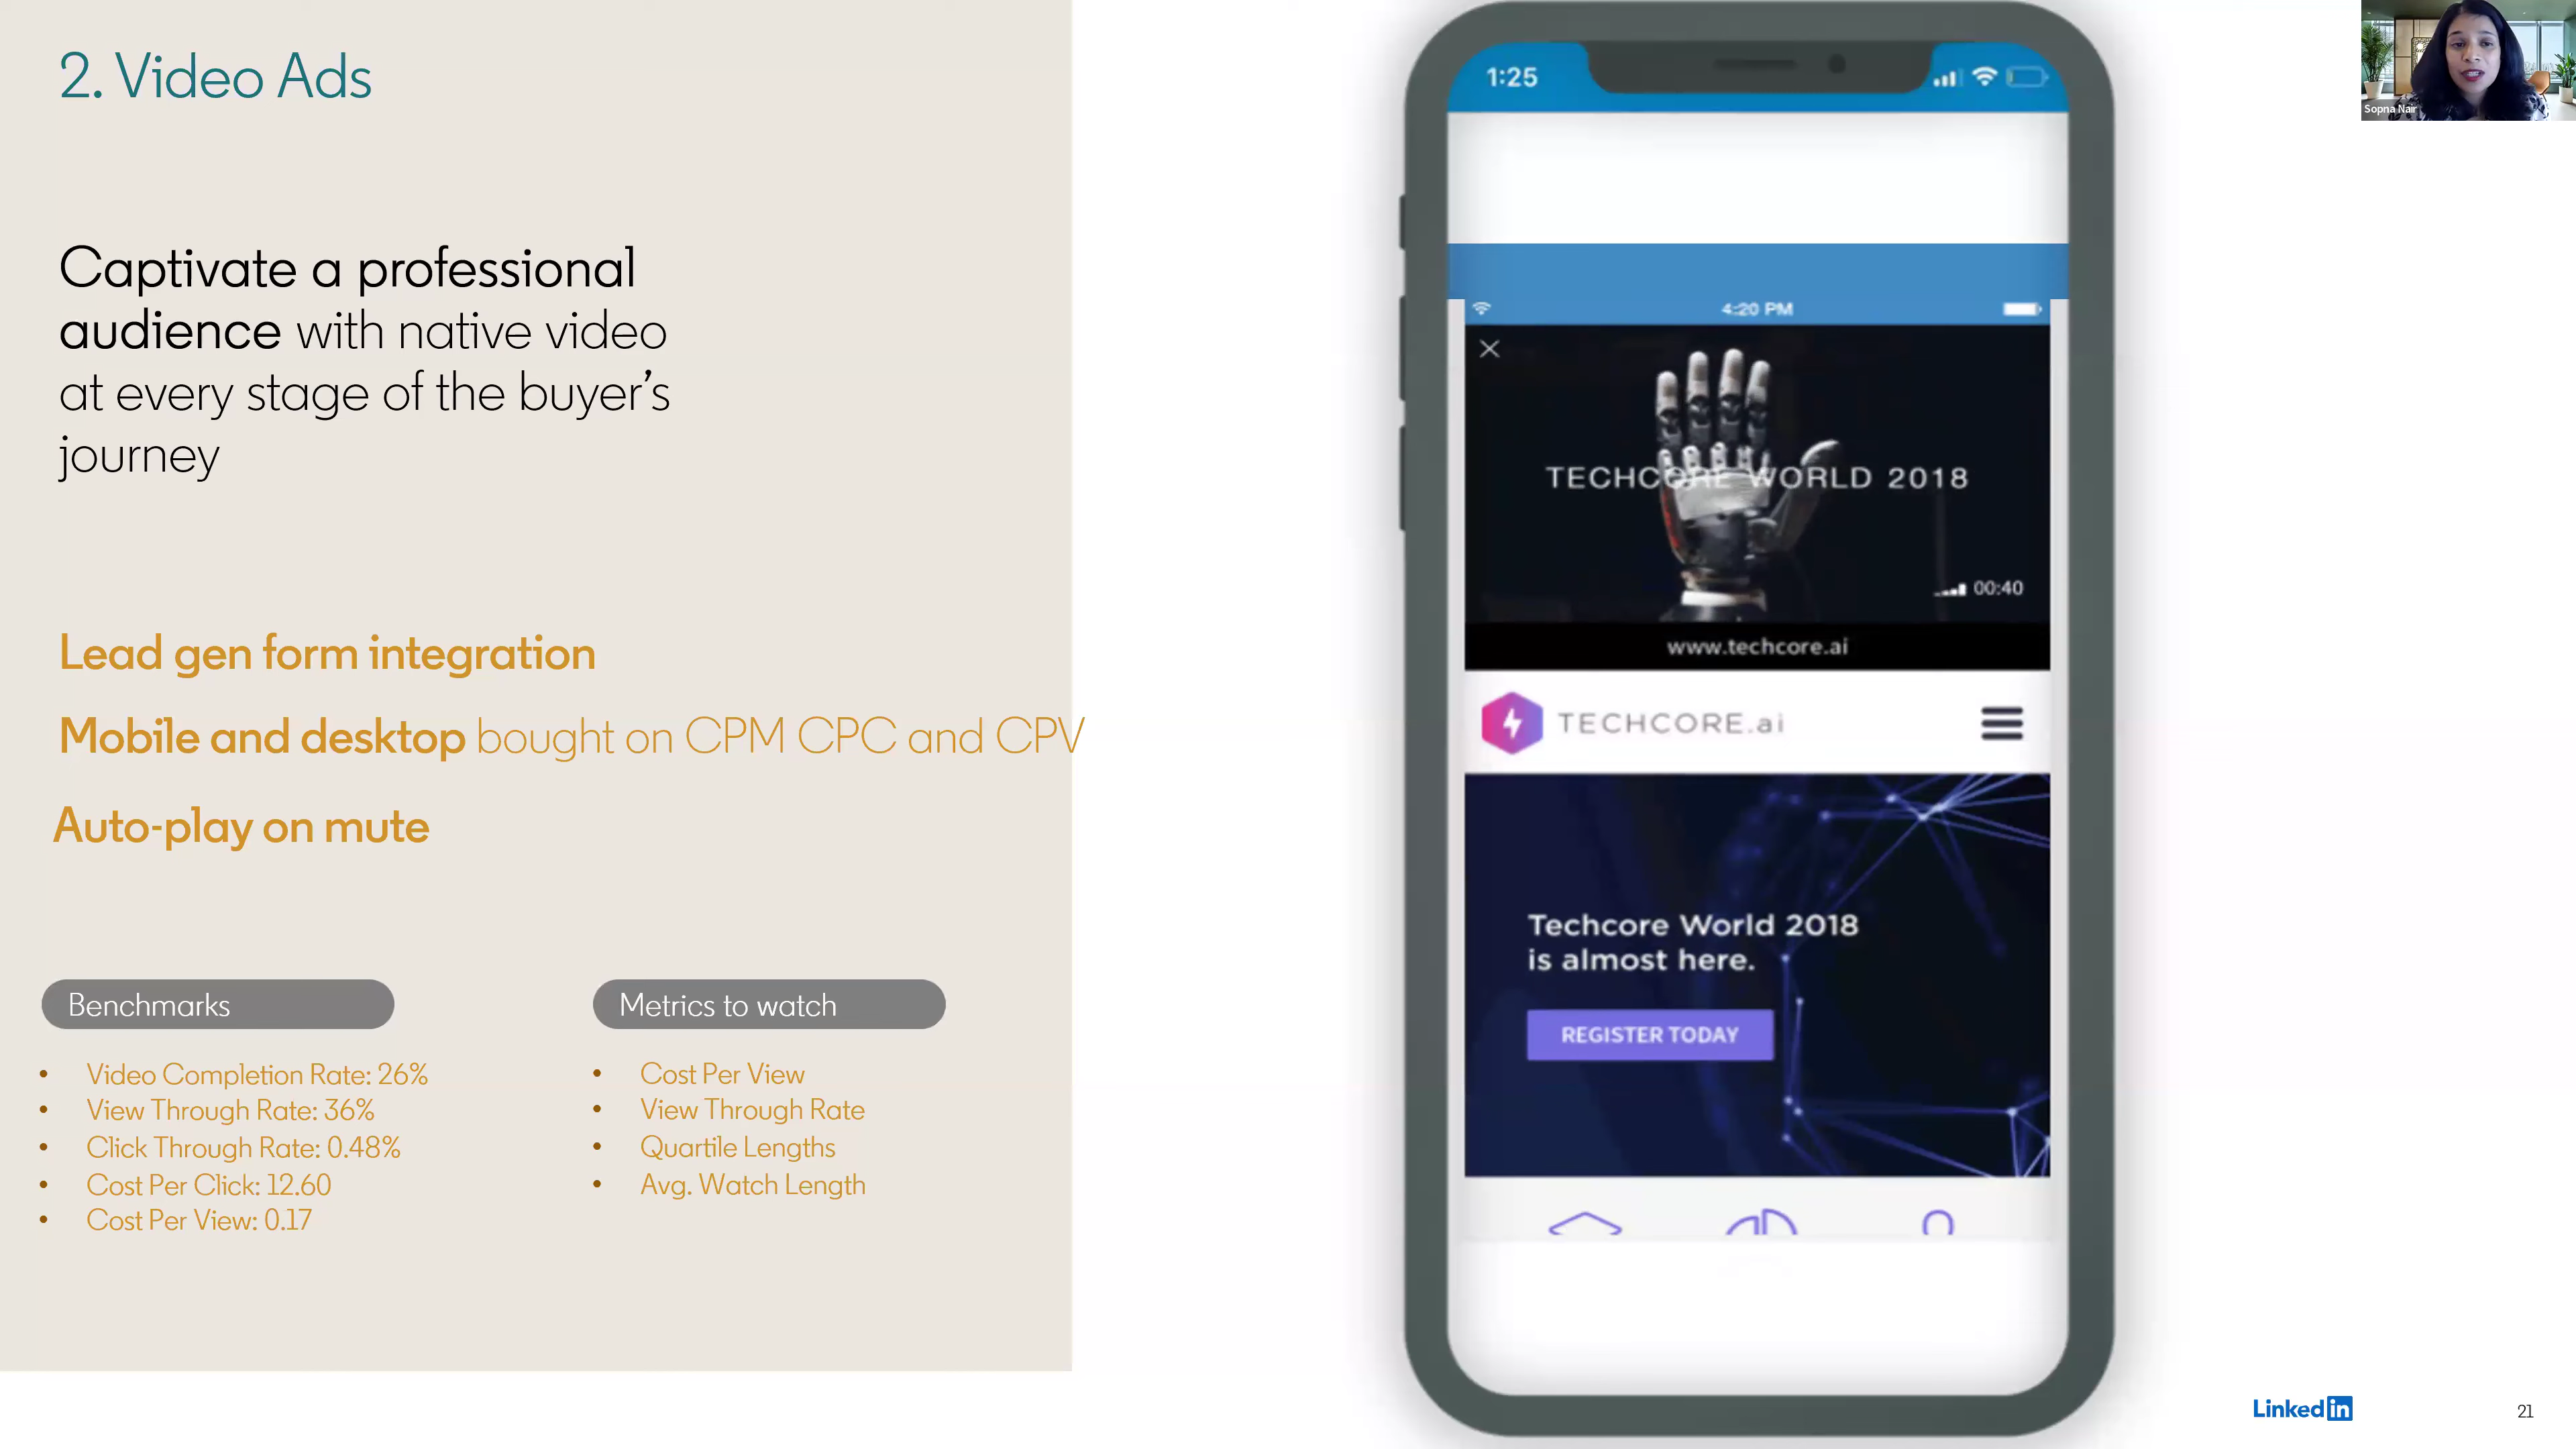 2. Video Ads
Captivate a professional
audience with native video
at every stage of the buyer’s
journey
Lead gen form integration
Mobile and desktop bought on CPM CPC and CPV
Auto-play on mute
Benchmarks
• Video Completion Rate: 26%
• View Through Rate: 36%
• Click Through Rate: 0.48%
• Cost Per Click: 12.60
• Cost Per View: 0.17
Metrics to watch
• Cost Per View
• View Through Rate
• Quartile Lengths
• Avg. Watch Length
1:25
4:20 PM
TECHCORE WORLD 2018
00:40
www.techcore.ai
TECHCORE.ai
Techcore World 2018
is almost here.
REGISTER TODAY
Sopna Nair
LinkedIn
21